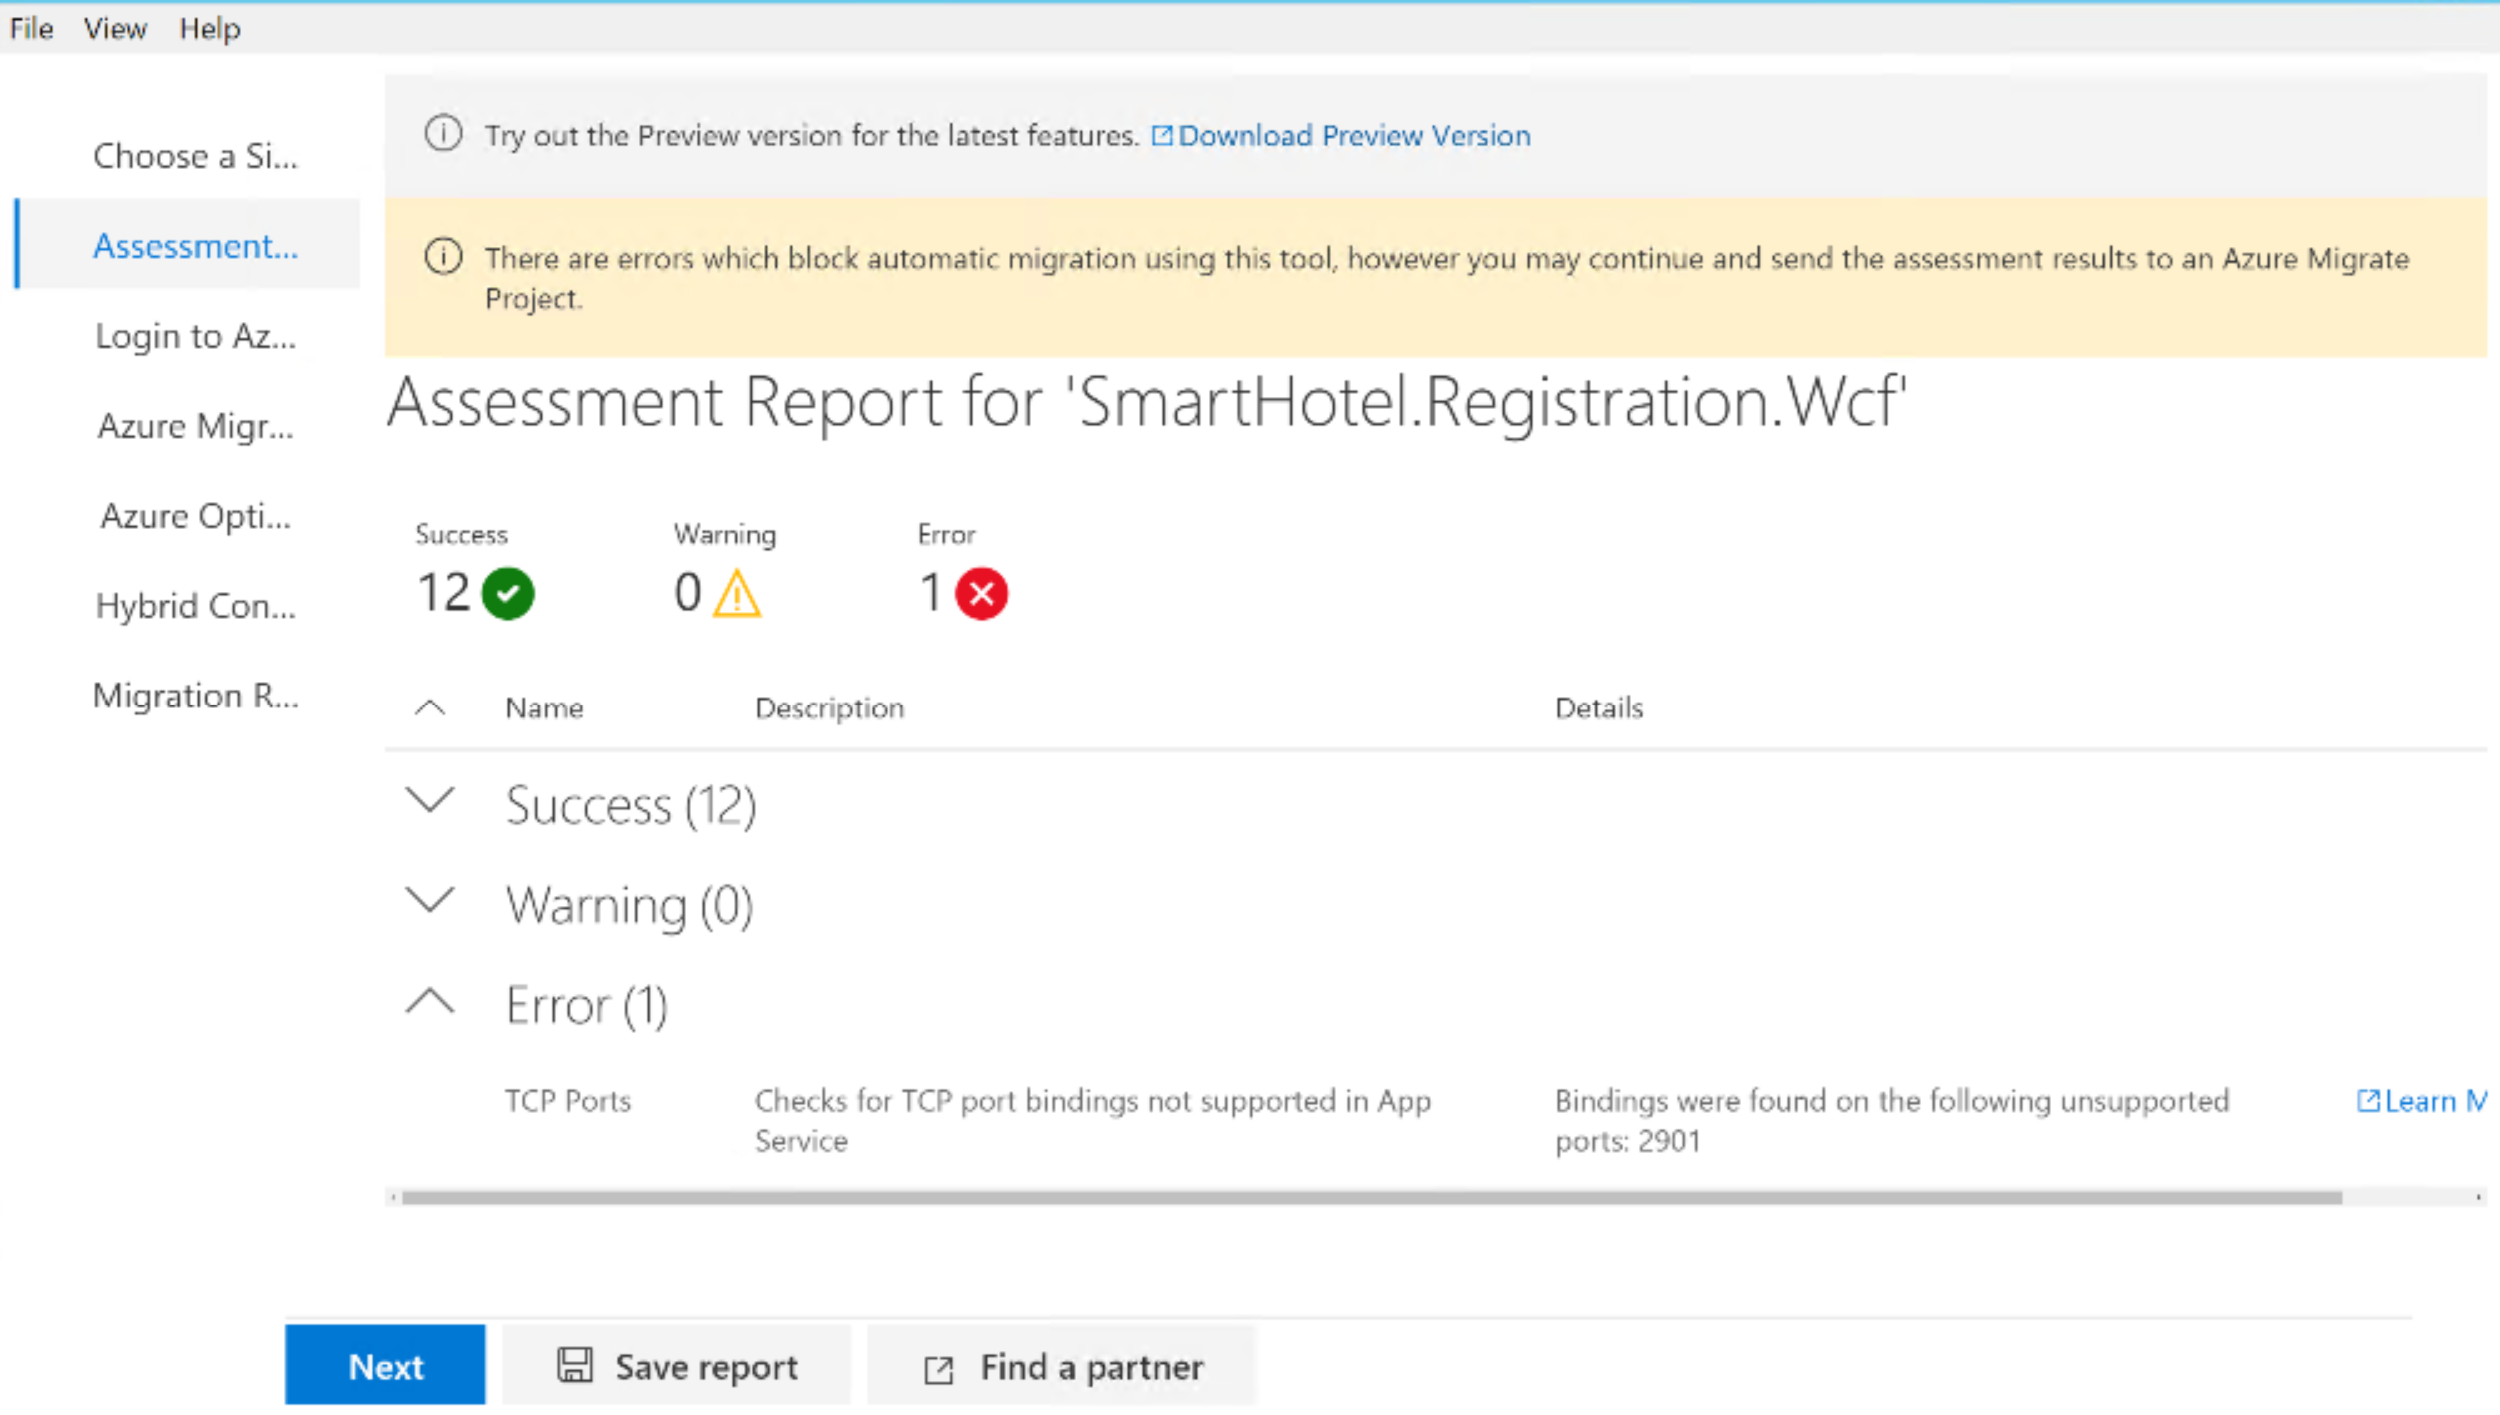 File View Help
Try out the Preview version for the latest features. Download Preview Version
There are errors which block automatic migration using this tool, however you may continue and send the assessment results to an Azure Migrate
Project.
Choose a Si...
Assessment...
Login to Az...
Azure Migr...
Azure Opti...
Hybrid Con...
Migration R...
Assessment Report for 'SmartHotel.Registration.Wcf'
Success Warning Error
12 0 1
Name Description Details
Success (12)
Warning (0)
Error (1)
TCP Ports Checks for TCP port bindings not supported in App Bindings were found on the following unsupported Learn M
Service ports: 2901
Next Save report Find a partner